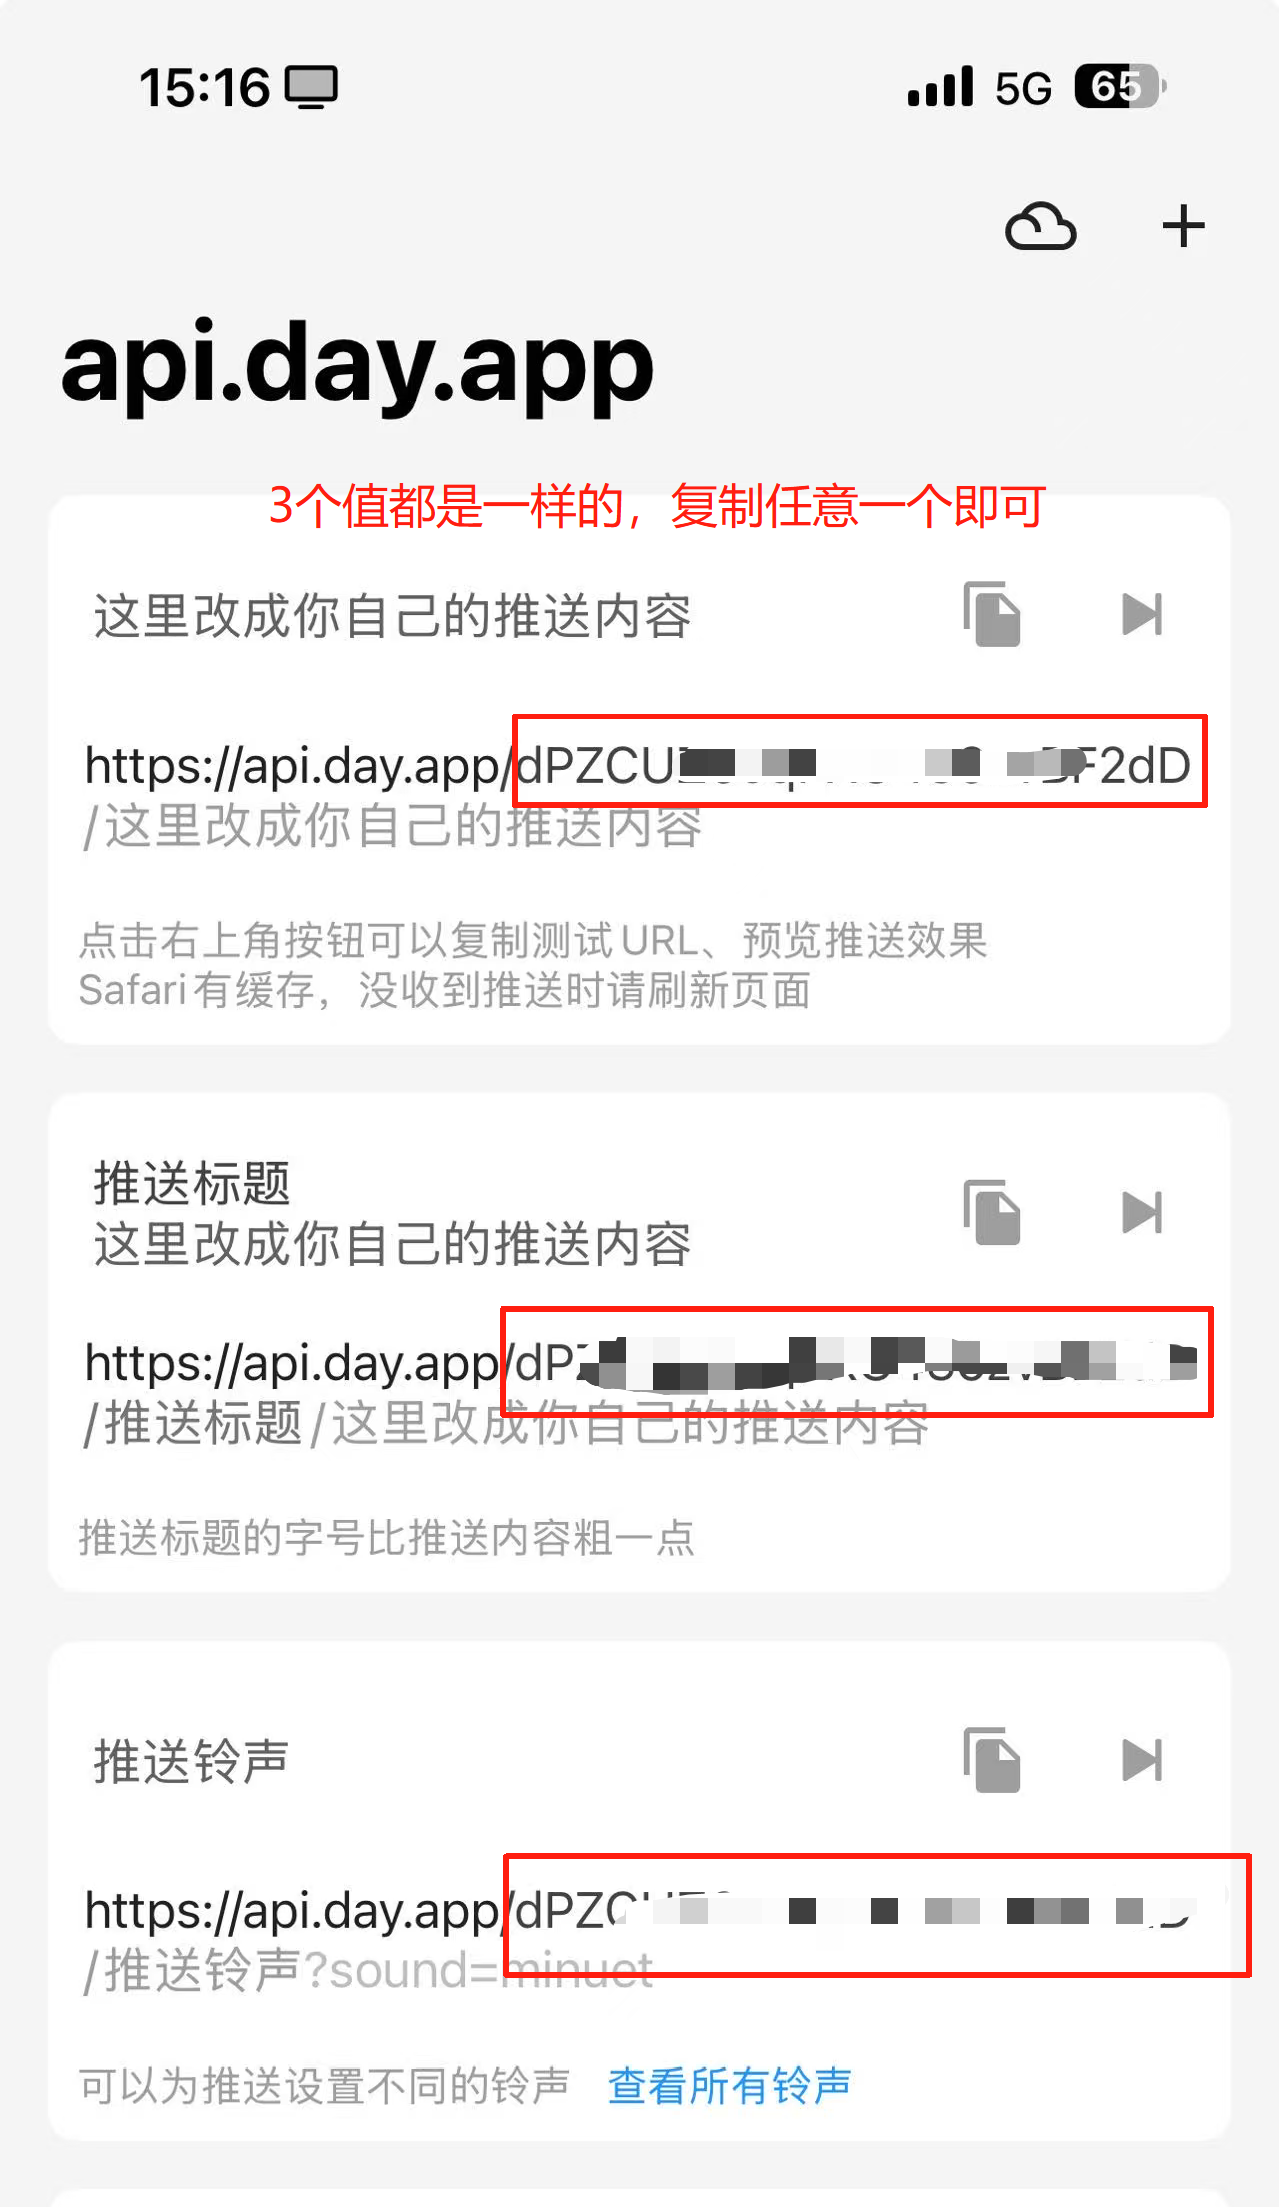 15:16
5G 65
api.day.app
3个值都是一样的，复制任意一个即可
这里改成你自己的推送内容
https://api.day.app/dPZCU F2dD
/这里改成你自己的推送内容
点击右上角按钮可以复制测试URL、预览推送效果
Safari有缓存，没收到推送时请刷新页面
推送标题
这里改成你自己的推送内容
https://api.day.app/dP
/推送标题/这里改成你自己的推送内容
推送标题的字号比推送内容粗一点
推送铃声
https://api.day.app/dPZ
/推送铃声?sound=minuet
可以为推送设置不同的铃声 查看所有铃声